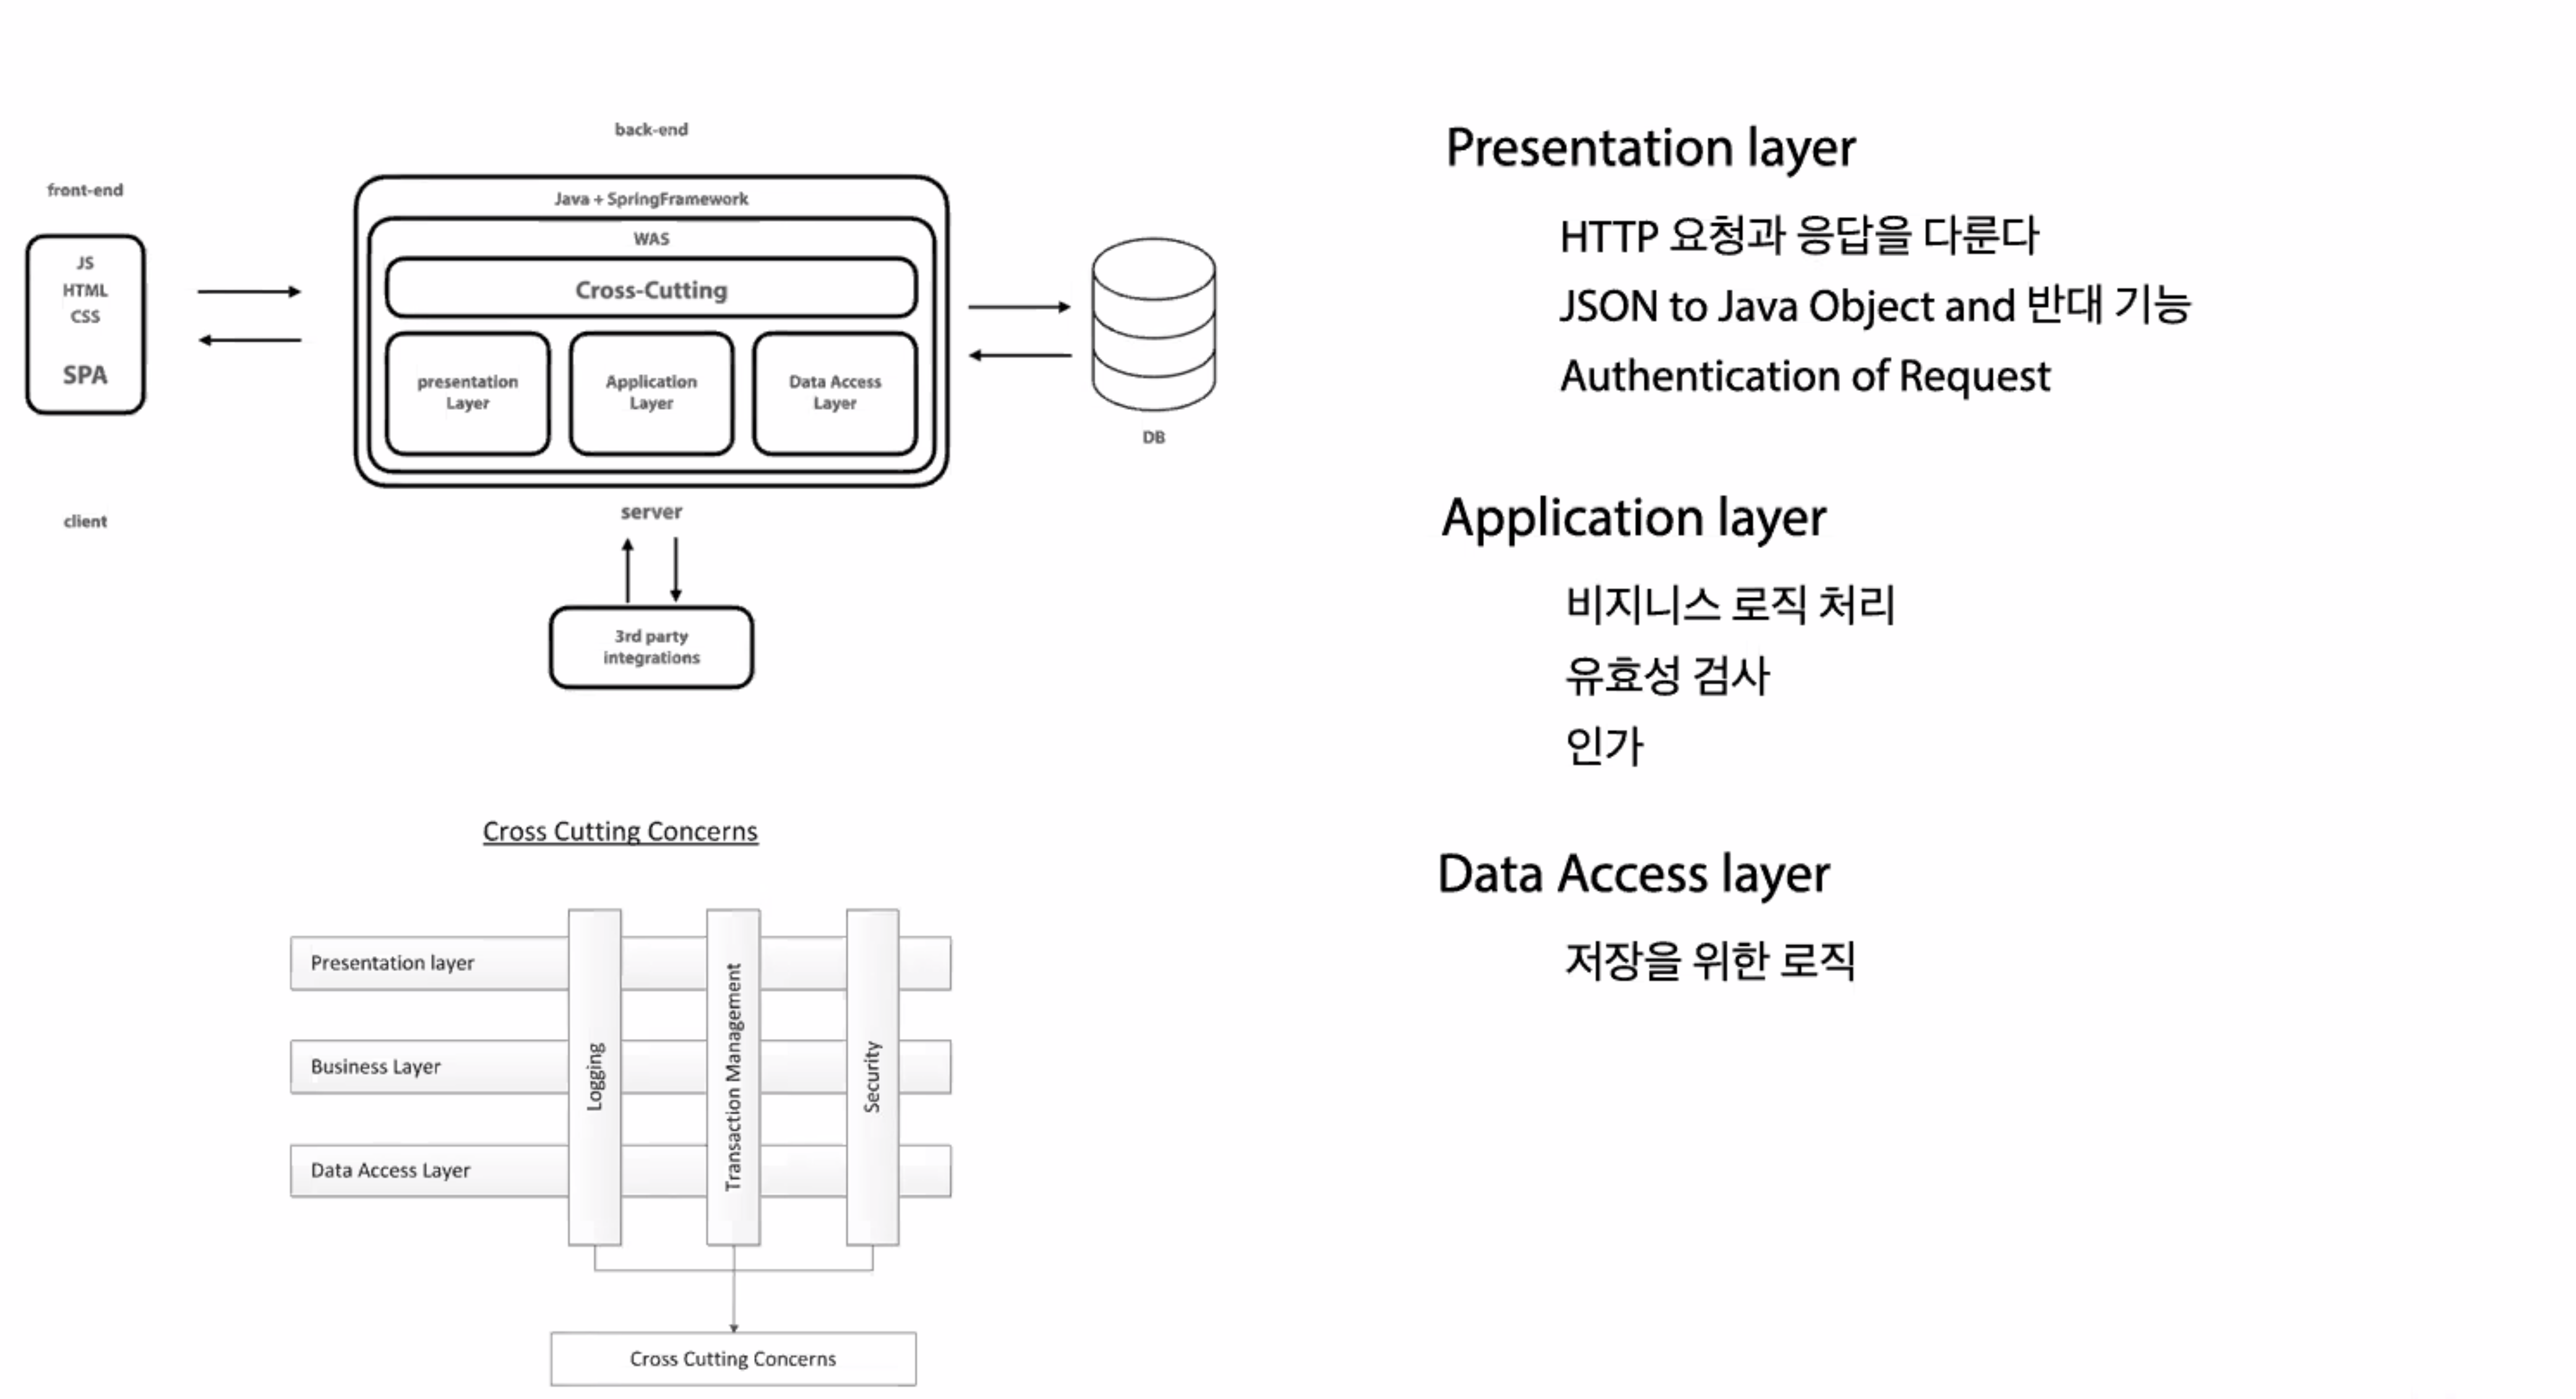 back-end
front-end
Java + SpringFramework
WAS
JS
HTML
CSS
SPA
Cross-Cutting
presentation
Layer
Application
Layer
Data Access
Layer
DB
client
server
3rd party
integrations
Cross Cutting Concerns
Presentation layer
Business Layer
Data Access Layer
Logging
Transaction Management
Security
Cross Cutting Concerns
Presentation layer
HTTP 요청과 응답을 다룬다
JSON to Java Object and 반대 기능
Authentication of Request
Application layer
비지니스 로직 처리
유효성 검사
인가
Data Access layer
저장을 위한 로직